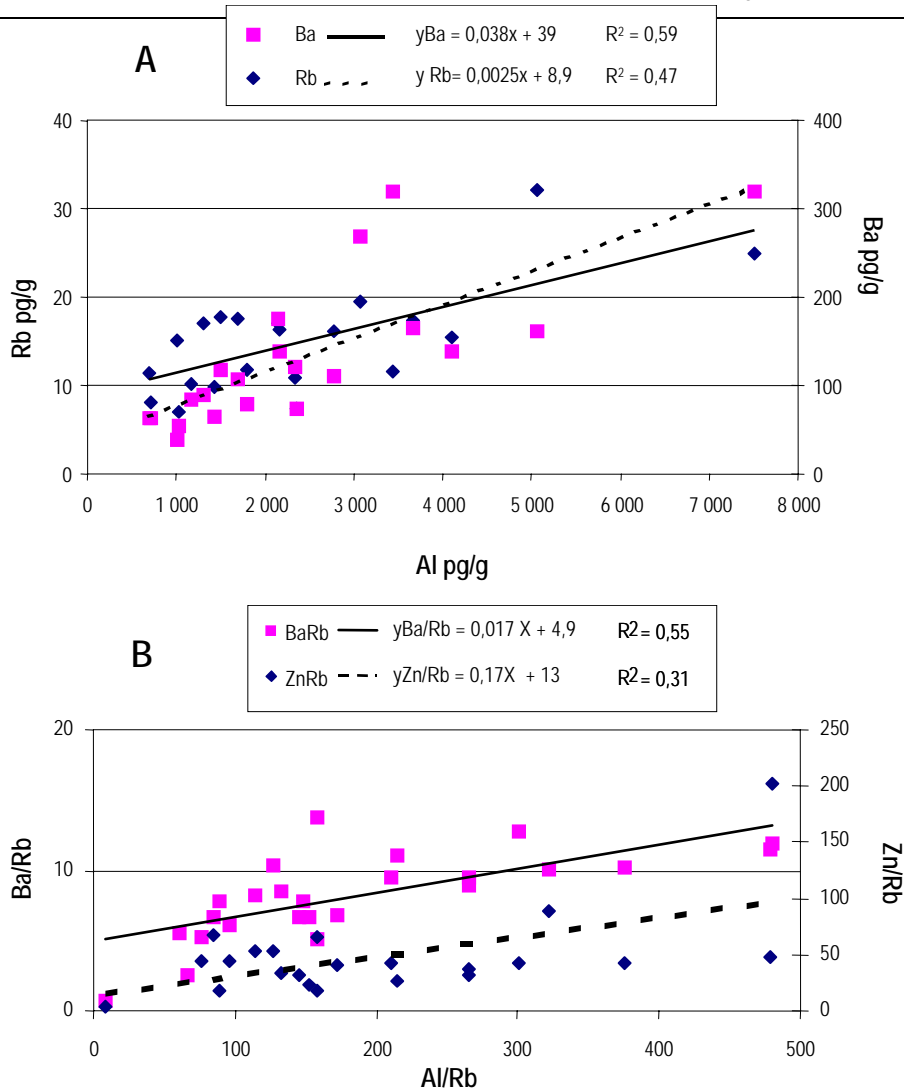 A
Ba yBa = 0,038x + 39 R² = 0,59
Rb y Rb= 0,0025x + 8,9 R² = 0,47
40 400
30 300
20 200
10 100
0 0
0 1 000 2 000 3 000 4 000 5 000 6 000 7 000 8 000
Rb pg/g
Ba pg/g
Al pg/g
B
BaRb yBa/Rb = 0,017 X + 4,9 R² = 0,55
ZnRb yZn/Rb = 0,17X + 13 R² = 0,31
20 250
200
150
10 100
50
0 0
0 100 200 300 400 500
Ba/Rb
Zn/Rb
Al/Rb